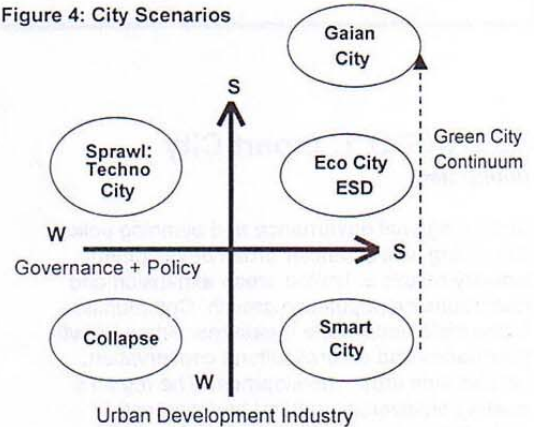 Figure 4: City Scenarios
Gaian
City
S
Sprawl:
Techno
City
Eco City
ESD
Green City
Continuum
W
S
Governance + Policy
Collapse
Smart
City
W
Urban Development Industry